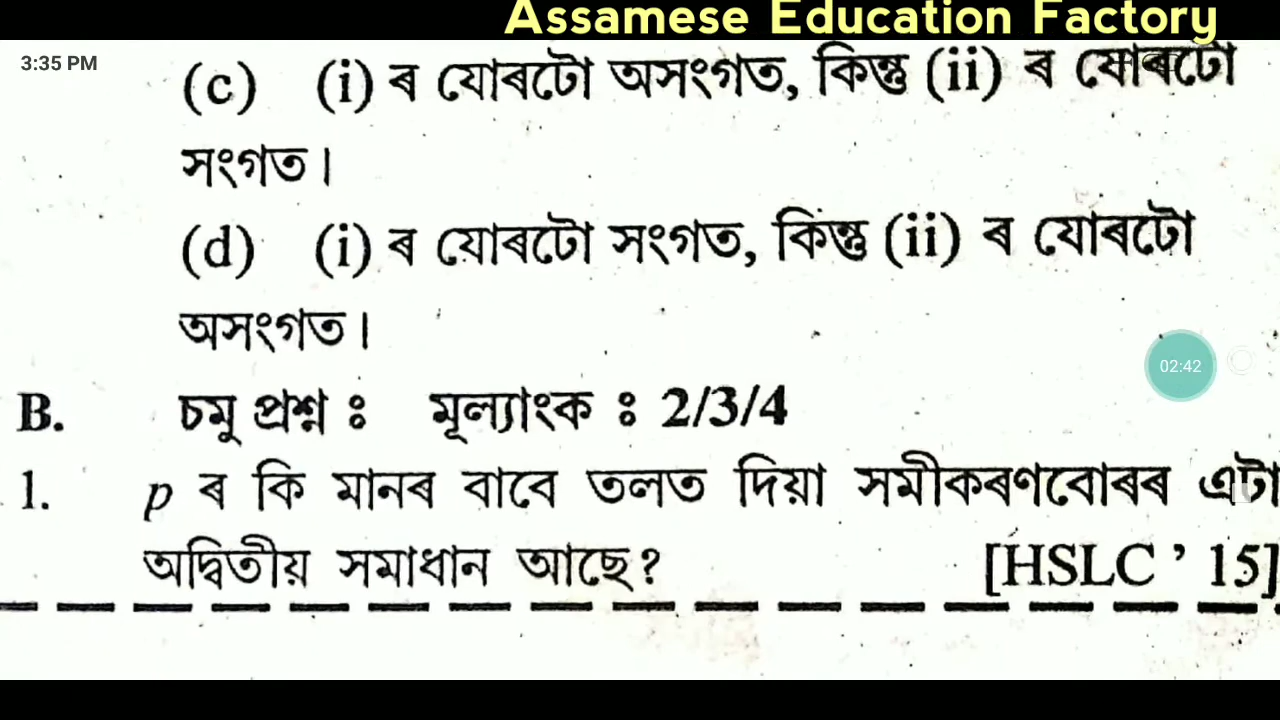 Assamese Education Factory
3:35 PM
(c) (i) ৰ যোৰটো অসংগত, কিন্তু (ii) ৰ যোৰটো
সংগত।
(d) (i) ৰ যোৰটো সংগত, কিন্তু (ii) ৰ যোৰটো
অসংগত।
02:42
B. চমু প্ৰশ্ন ঃ মূল্যাংক ঃ 2/3/4
1. p ৰ কি মানৰ বাবে তলত দিয়া সমীকৰণবোৰৰ এটা
অদ্বিতীয় সমাধান আছে? [HSLC ’ 15]